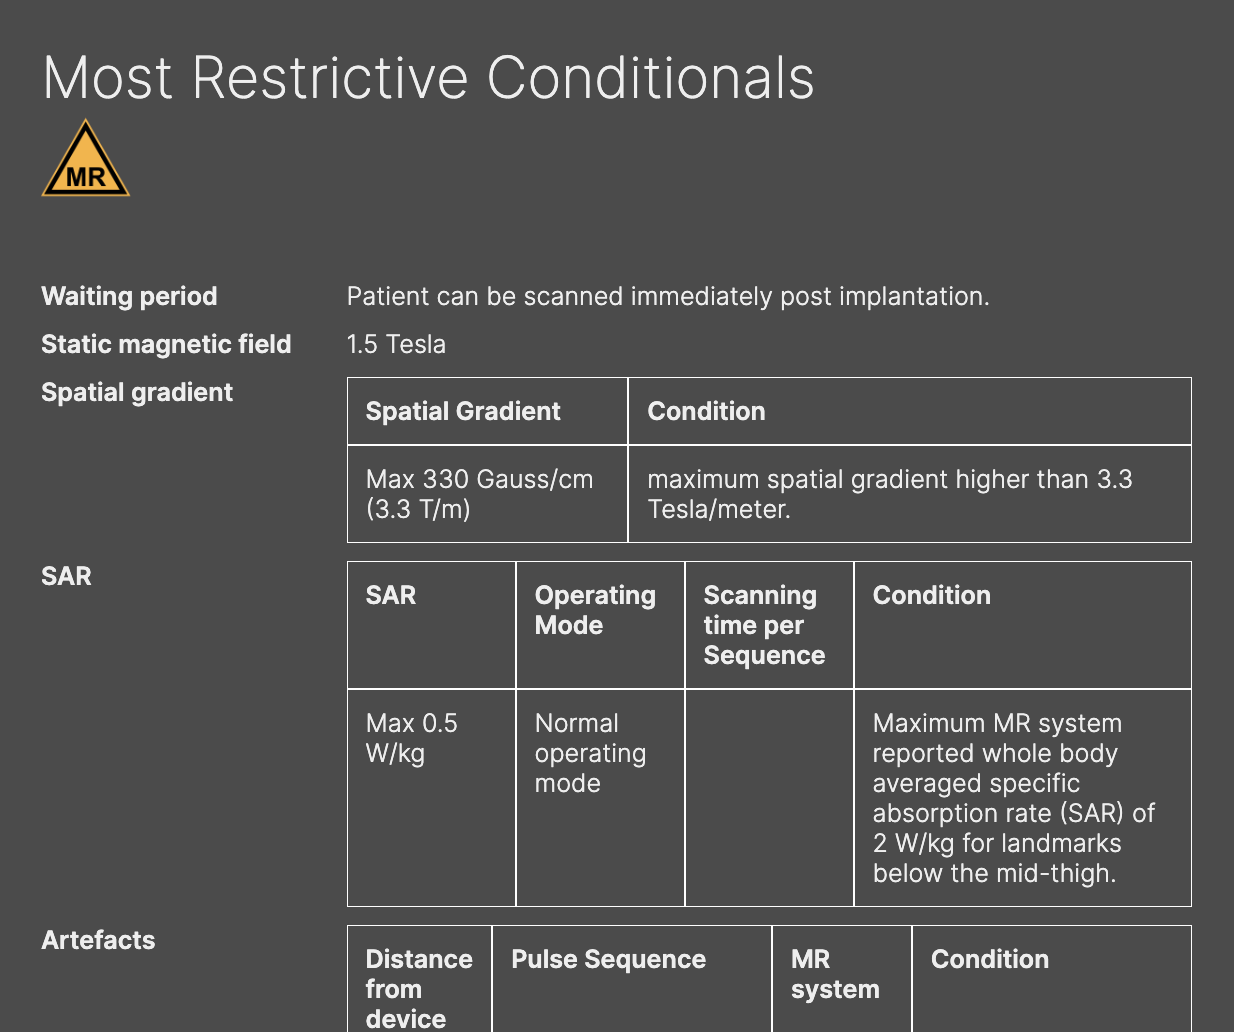 Most Restrictive Conditionals
MR
Waiting period
Patient can be scanned immediately post implantation.
Static magnetic field
1.5 Tesla
Spatial gradient
Spatial Gradient
Condition
Max 330 Gauss/cm
(3.3 T/m)
maximum spatial gradient higher than 3.3
Tesla/meter.
SAR
SAR
Operating
Mode
Scanning
time per
Sequence
Condition
Max 0.5
W/kg
Normal
operating
mode
Maximum MR system
reported whole body
averaged specific
absorption rate (SAR) of
2 W/kg for landmarks
below the mid-thigh.
Artefacts
Distance
from
device
Pulse Sequence
MR
system
Condition